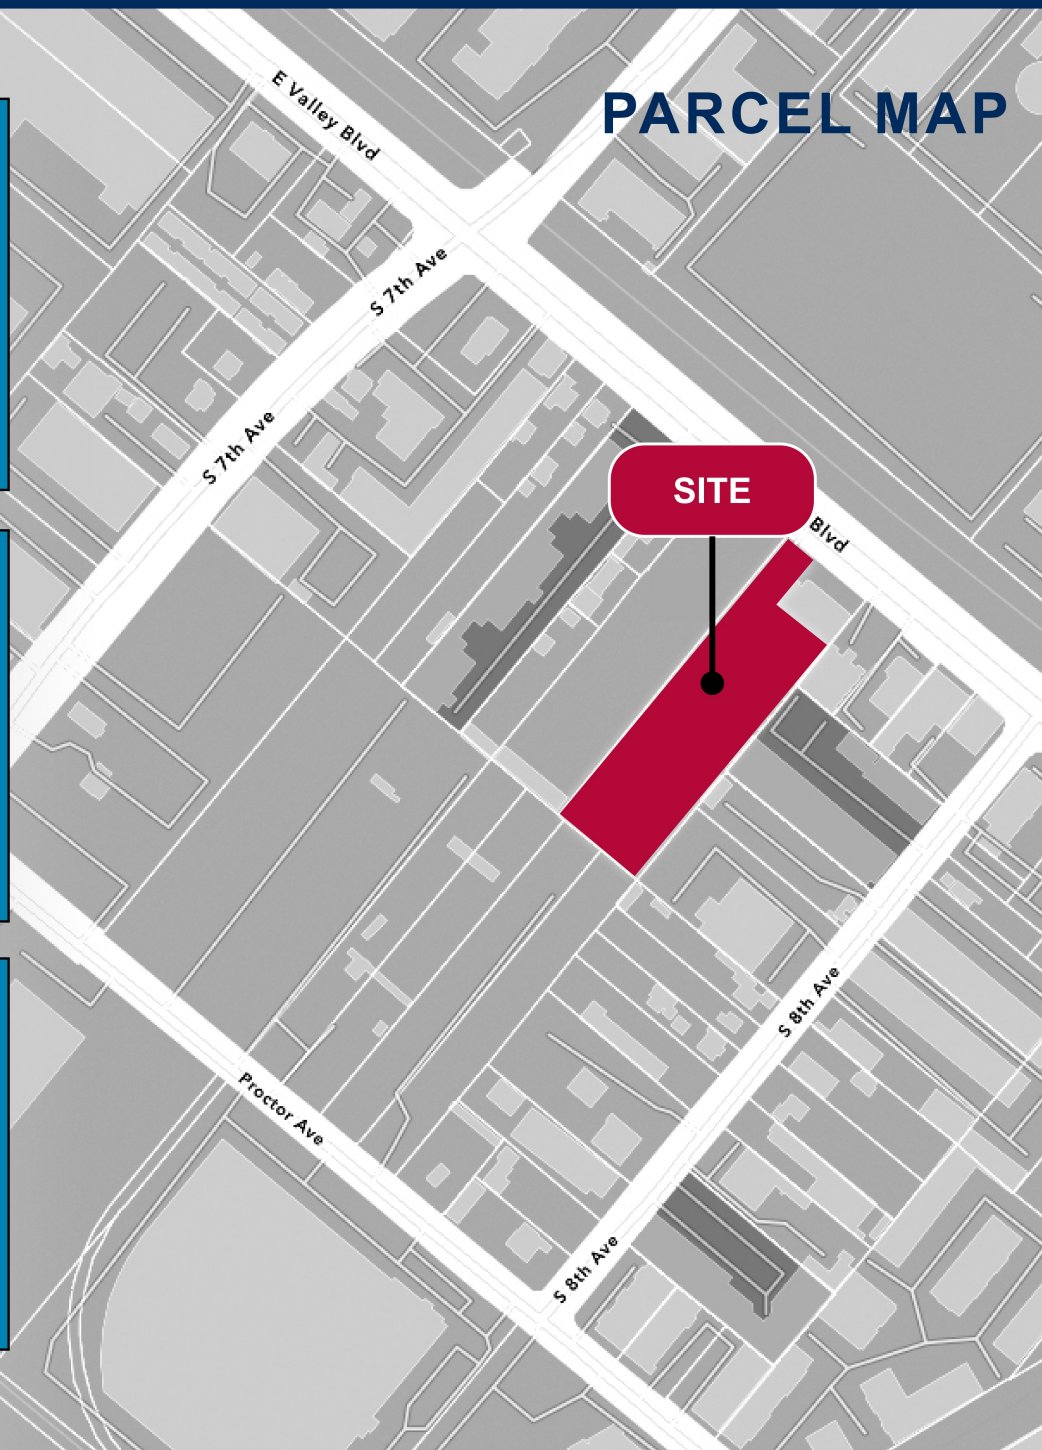 PARCEL MAP
E Valley Blvd
S 7th Ave
S 7th Ave
SITE
Blvd
S 8th Ave
Proctor Ave
S 8th Ave